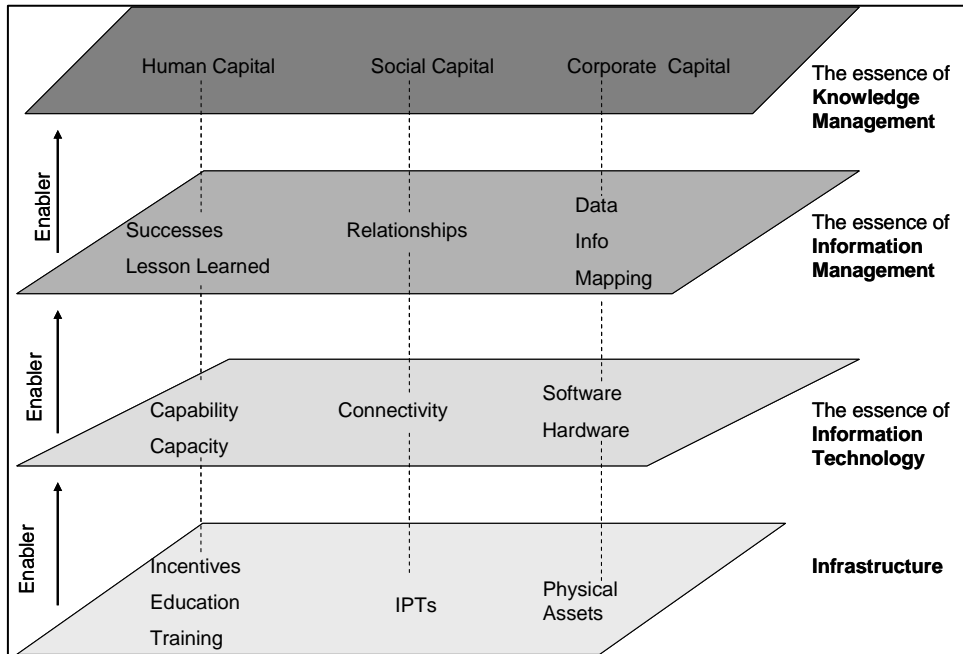 Human Capital
Social Capital
Corporate Capital
The essence of
Knowledge
Management
Enabler
Successes
Lesson Learned
Relationships
Data
Info
Mapping
The essence of
Information
Management
Enabler
Capability
Capacity
Connectivity
Software
Hardware
The essence of
Information
Technology
Enabler
Incentives
Education
Training
IPTs
Physical
Assets
Infrastructure